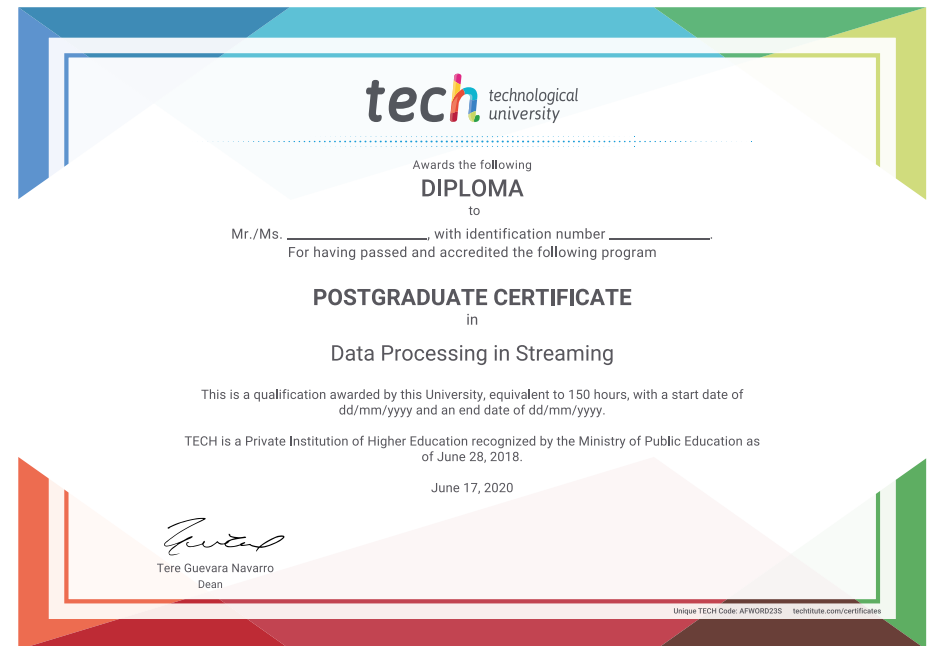 tech technological
university
Awards the following
DIPLOMA
to
Mr./Ms. ____________________, with identification number ______________.
For having passed and accredited the following program
POSTGRADUATE CERTIFICATE
in
Data Processing in Streaming
This is a qualification awarded by this University, equivalent to 150 hours, with a start date of
dd/mm/yyyy and an end date of dd/mm/yyyy.
TECH is a Private Institution of Higher Education recognized by the Ministry of Public Education as
of June 28, 2018.
June 17, 2020
Tere Guevara Navarro
Dean
Unique TECH Code: AFWORD23S techtitute.com/certificates